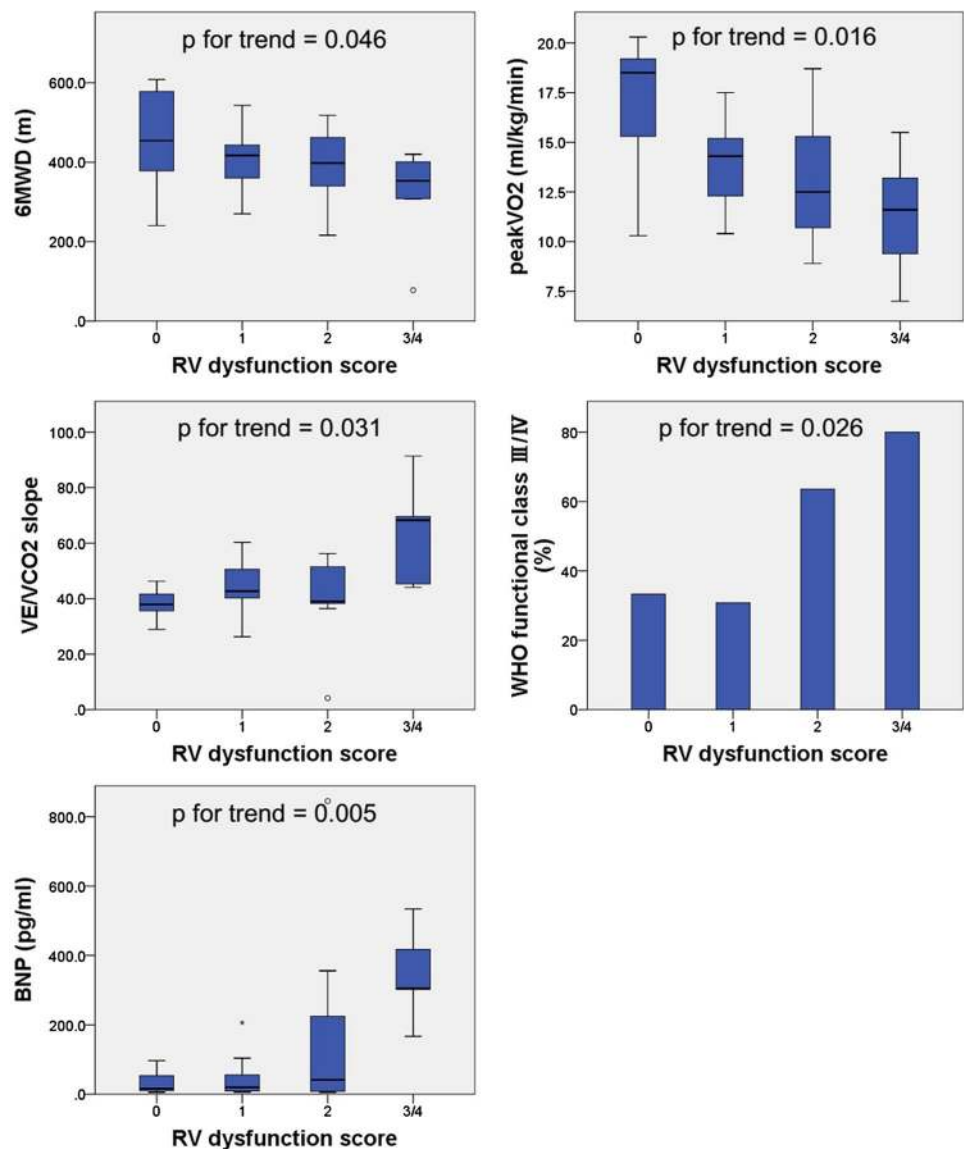 p for trend = 0.046
6MWD (m)
600.0
400.0
200.0
.0
0 1 2 3/4
RV dysfunction score
p for trend = 0.016
peakVO2 (ml/kg/min)
20.0
17.5
15.0
12.5
10.0
7.5
0 1 2 3/4
RV dysfunction score
p for trend = 0.031
VE/VCO2 slope
100.0
80.0
60.0
40.0
20.0
.0
0 1 2 3/4
RV dysfunction score
p for trend = 0.026
WHO functional class Ⅲ/Ⅳ
(%)
80
60
40
20
0
0 1 2 3/4
RV dysfunction score
p for trend = 0.005
BNP (pg/ml)
800.0
600.0
400.0
200.0
.0
0 1 2 3/4
RV dysfunction score